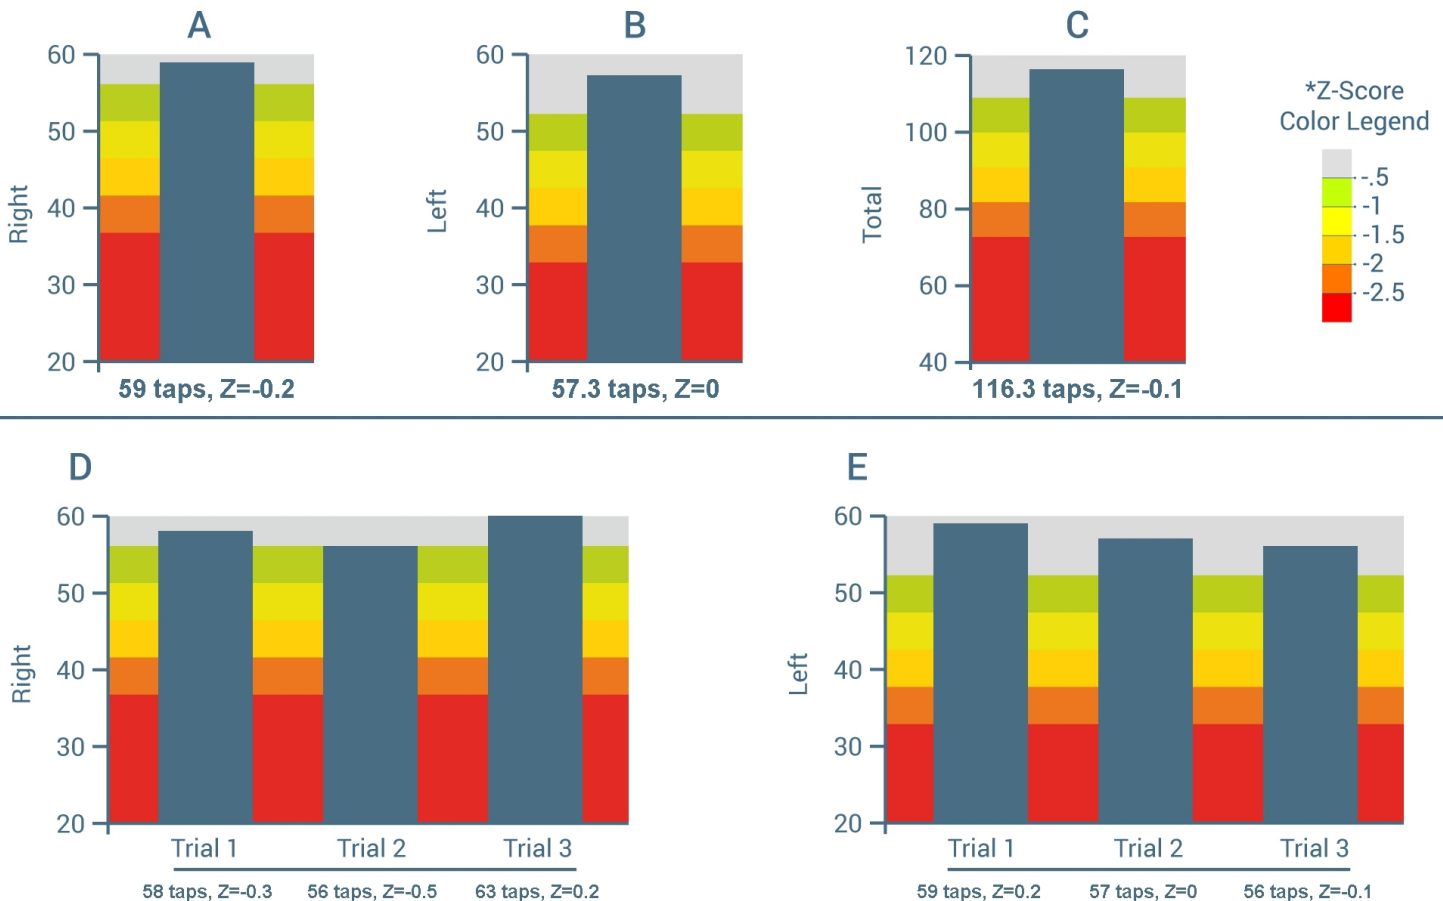 A
60
50
40
30
20
Right
59 taps, Z=-0.2
B
60
50
40
30
20
Left
57.3 taps, Z=0
C
120
100
80
60
40
Total
116.3 taps, Z=-0.1
*Z-Score
Color Legend
-.5
-1
-1.5
-2
-2.5
D
60
50
40
30
20
Right
Trial 1 Trial 2 Trial 3
58 taps, Z=-0.3 56 taps, Z=-0.5 63 taps, Z=0.2
E
60
50
40
30
20
Left
Trial 1 Trial 2 Trial 3
59 taps, Z=0.2 57 taps, Z=0 56 taps, Z=-0.1